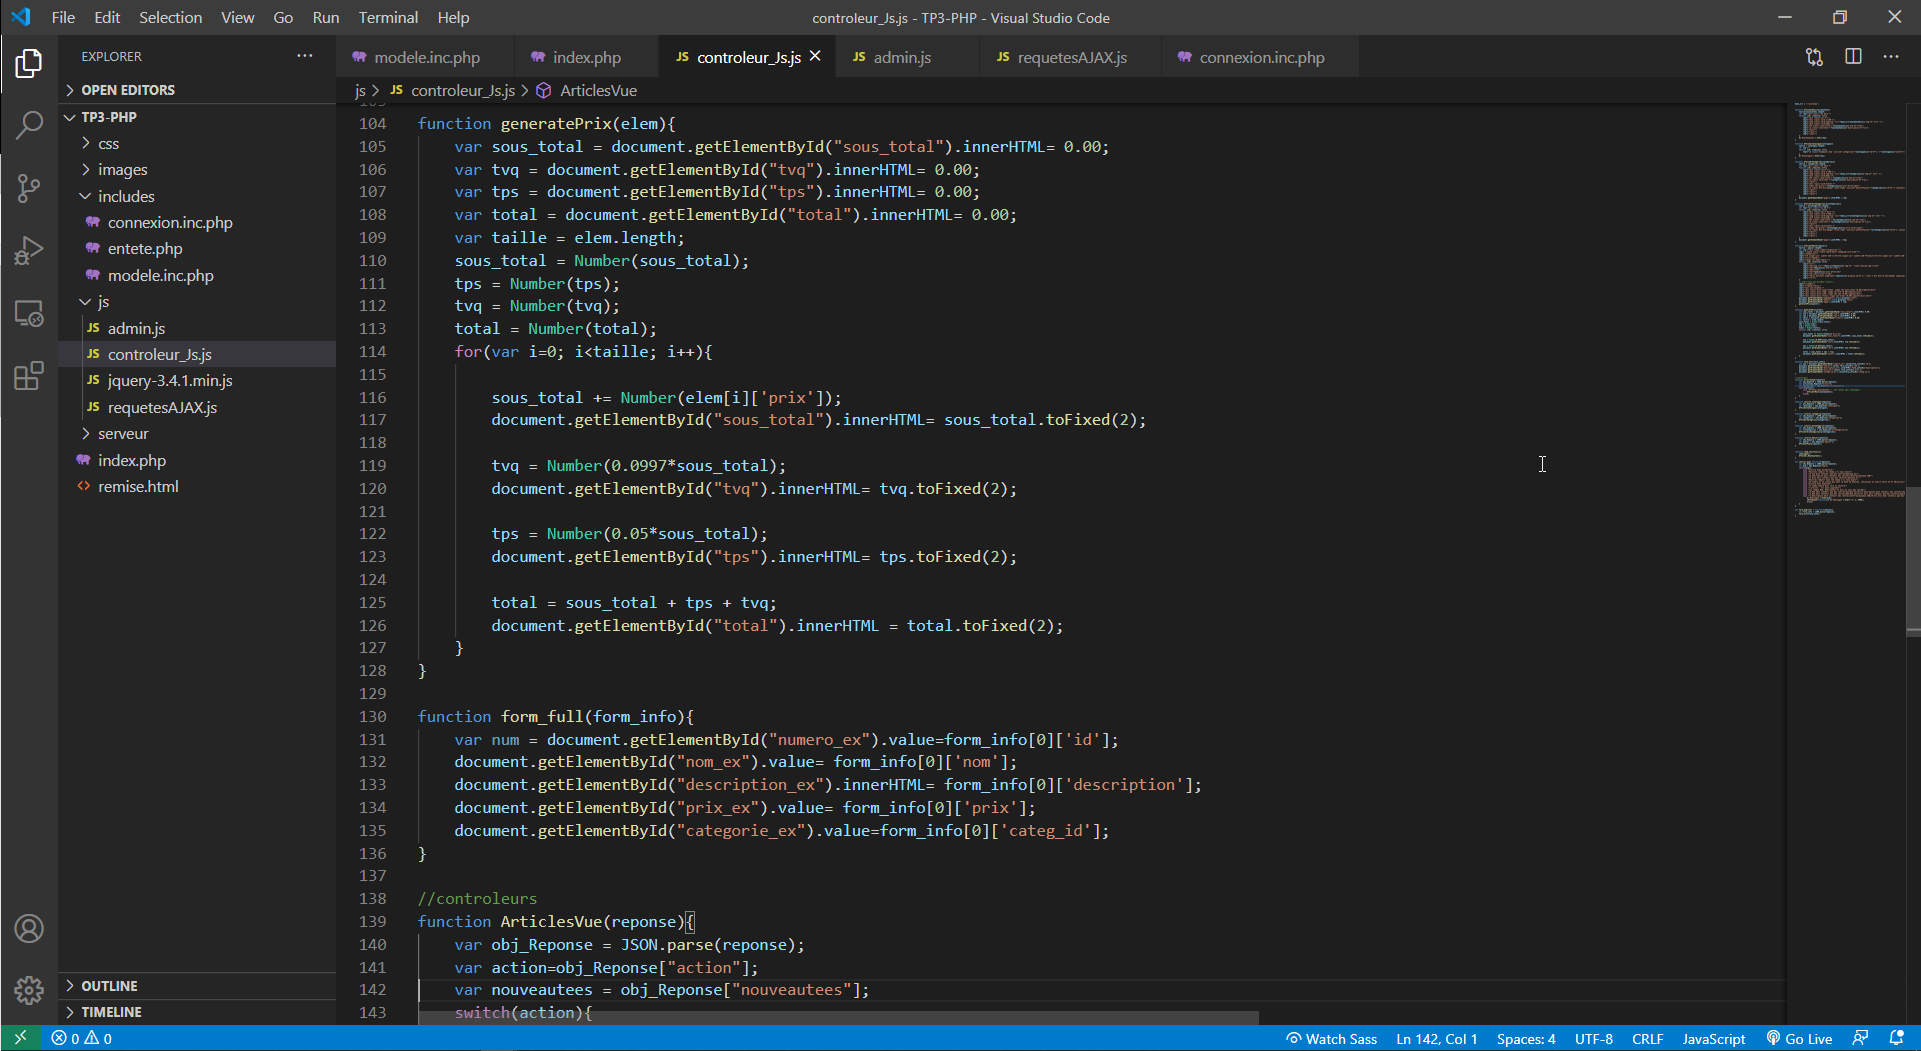 File Edit Selection View Go Run Terminal Help
controleur_Js.js - TP3-PHP - Visual Studio Code
EXPLORER
OPEN EDITORS
TP3-PHP
css
images
includes
connexion.inc.php
entete.php
modele.inc.php
js
JS admin.js
JS controleur_Js.js
JS jquery-3.4.1.min.js
JS requetesAJAX.js
serveur
index.php
remise.html
OUTLINE
TIMELINE
modele.inc.php
index.php
JS controleur_Js.js
JS admin.js
JS requetesAJAX.js
connexion.inc.php
js > JS controleur_Js.js > ArticlesVue
104 function generatePrix(elem){
105 var sous_total = document.getElementById("sous_total").innerHTML= 0.00;
106 var tvq = document.getElementById("tvq").innerHTML= 0.00;
107 var tps = document.getElementById("tps").innerHTML= 0.00;
108 var total = document.getElementById("total").innerHTML= 0.00;
109 var taille = elem.length;
110 sous_total = Number(sous_total);
111 tps = Number(tps);
112 tvq = Number(tvq);
113 total = Number(total);
114 for(var i=0; i<taille; i++){
115
116 sous_total += Number(elem[i]['prix']);
117 document.getElementById("sous_total").innerHTML= sous_total.toFixed(2);
118
119 tvq = Number(0.0997*sous_total);
120 document.getElementById("tvq").innerHTML= tvq.toFixed(2);
121
122 tps = Number(0.05*sous_total);
123 document.getElementById("tps").innerHTML= tps.toFixed(2);
124
125 total = sous_total + tps + tvq;
126 document.getElementById("total").innerHTML = total.toFixed(2);
127 }
128 }
129
130 function form_full(form_info){
131 var num = document.getElementById("numero_ex").value=form_info[0]['id'];
132 document.getElementById("nom_ex").value= form_info[0]['nom'];
133 document.getElementById("description_ex").innerHTML= form_info[0]['description'];
134 document.getElementById("prix_ex").value= form_info[0]['prix'];
135 document.getElementById("categorie_ex").value=form_info[0]['categ_id'];
136 }
137
138 //controleurs
139 function ArticlesVue(reponse){
140 var obj_Reponse = JSON.parse(reponse);
141 var action=obj_Reponse["action"];
142 var nouveautees = obj_Reponse["nouveautees"];
143 switch(action){
0 0
Watch Sass
Ln 142, Col 1
Spaces: 4
UTF-8
CRLF
JavaScript
Go Live